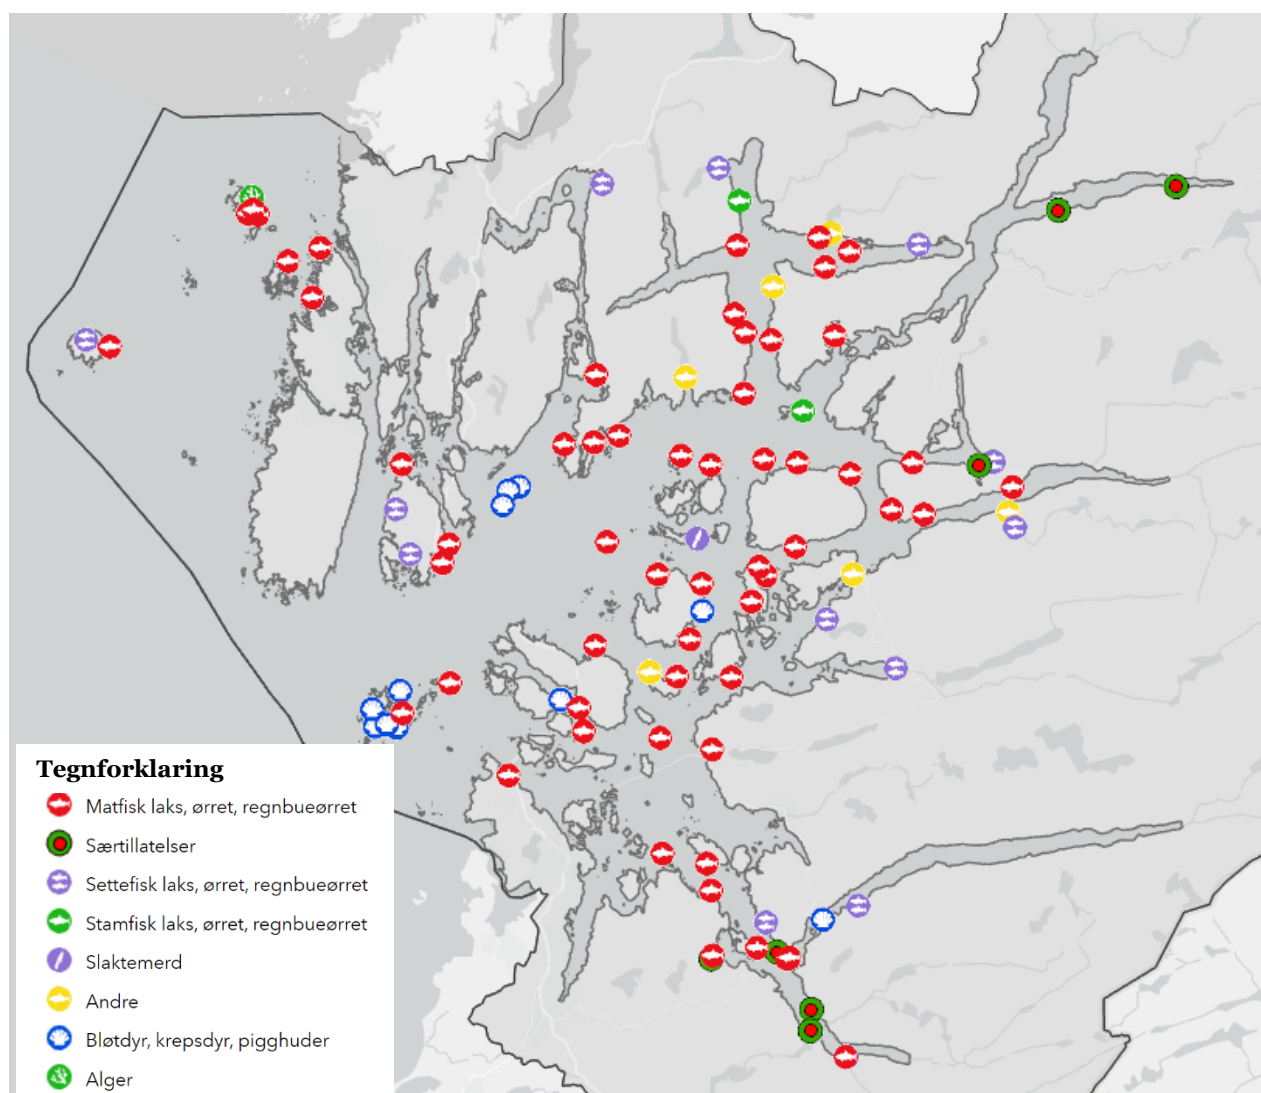 Tegnforklaring
Matfisk laks, ørret, regnbueørret
Særtillatelser
Settefisk laks, ørret, regnbueørret
Stamfisk laks, ørret, regnbueørret
Slaktemerd
Andre
Bløtdyr, krepsdyr, pigghuder
Alger